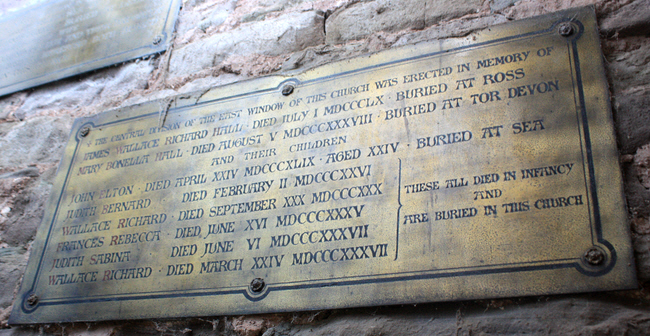 ✠ THE CENTRAL DIVISION OF THE EAST WINDOW OF THIS CHURCH WAS ERECTED IN MEMORY OF
JAMES WALLACE RICHARD HALL · DIED JULY I MDCCCLX · BURIED AT ROSS
MARY BONELLA HALL · DIED AUGUST V MDCCCXXXVIII · BURIED AT TOR DEVON
AND THEIR CHILDREN
JOHN ELTON · DIED APRIL XXIV MDCCCXLIX · AGED XXIV · BURIED AT SEA
JUDITH BERNARD DIED FEBRUARY II MDCCCXXVI
WALLACE RICHARD · DIED SEPTEMBER XXX MDCCCXXX
FRANCES REBECCA · DIED JUNE XVI MDCCCXXXV
JUDITH SABINA DIED JUNE VI MDCCCXXXVII
WALLACE RICHARD · DIED MARCH XXIV MDCCCXXXVII
THESE ALL DIED IN INFANCY
AND
ARE BURIED IN THIS CHURCH